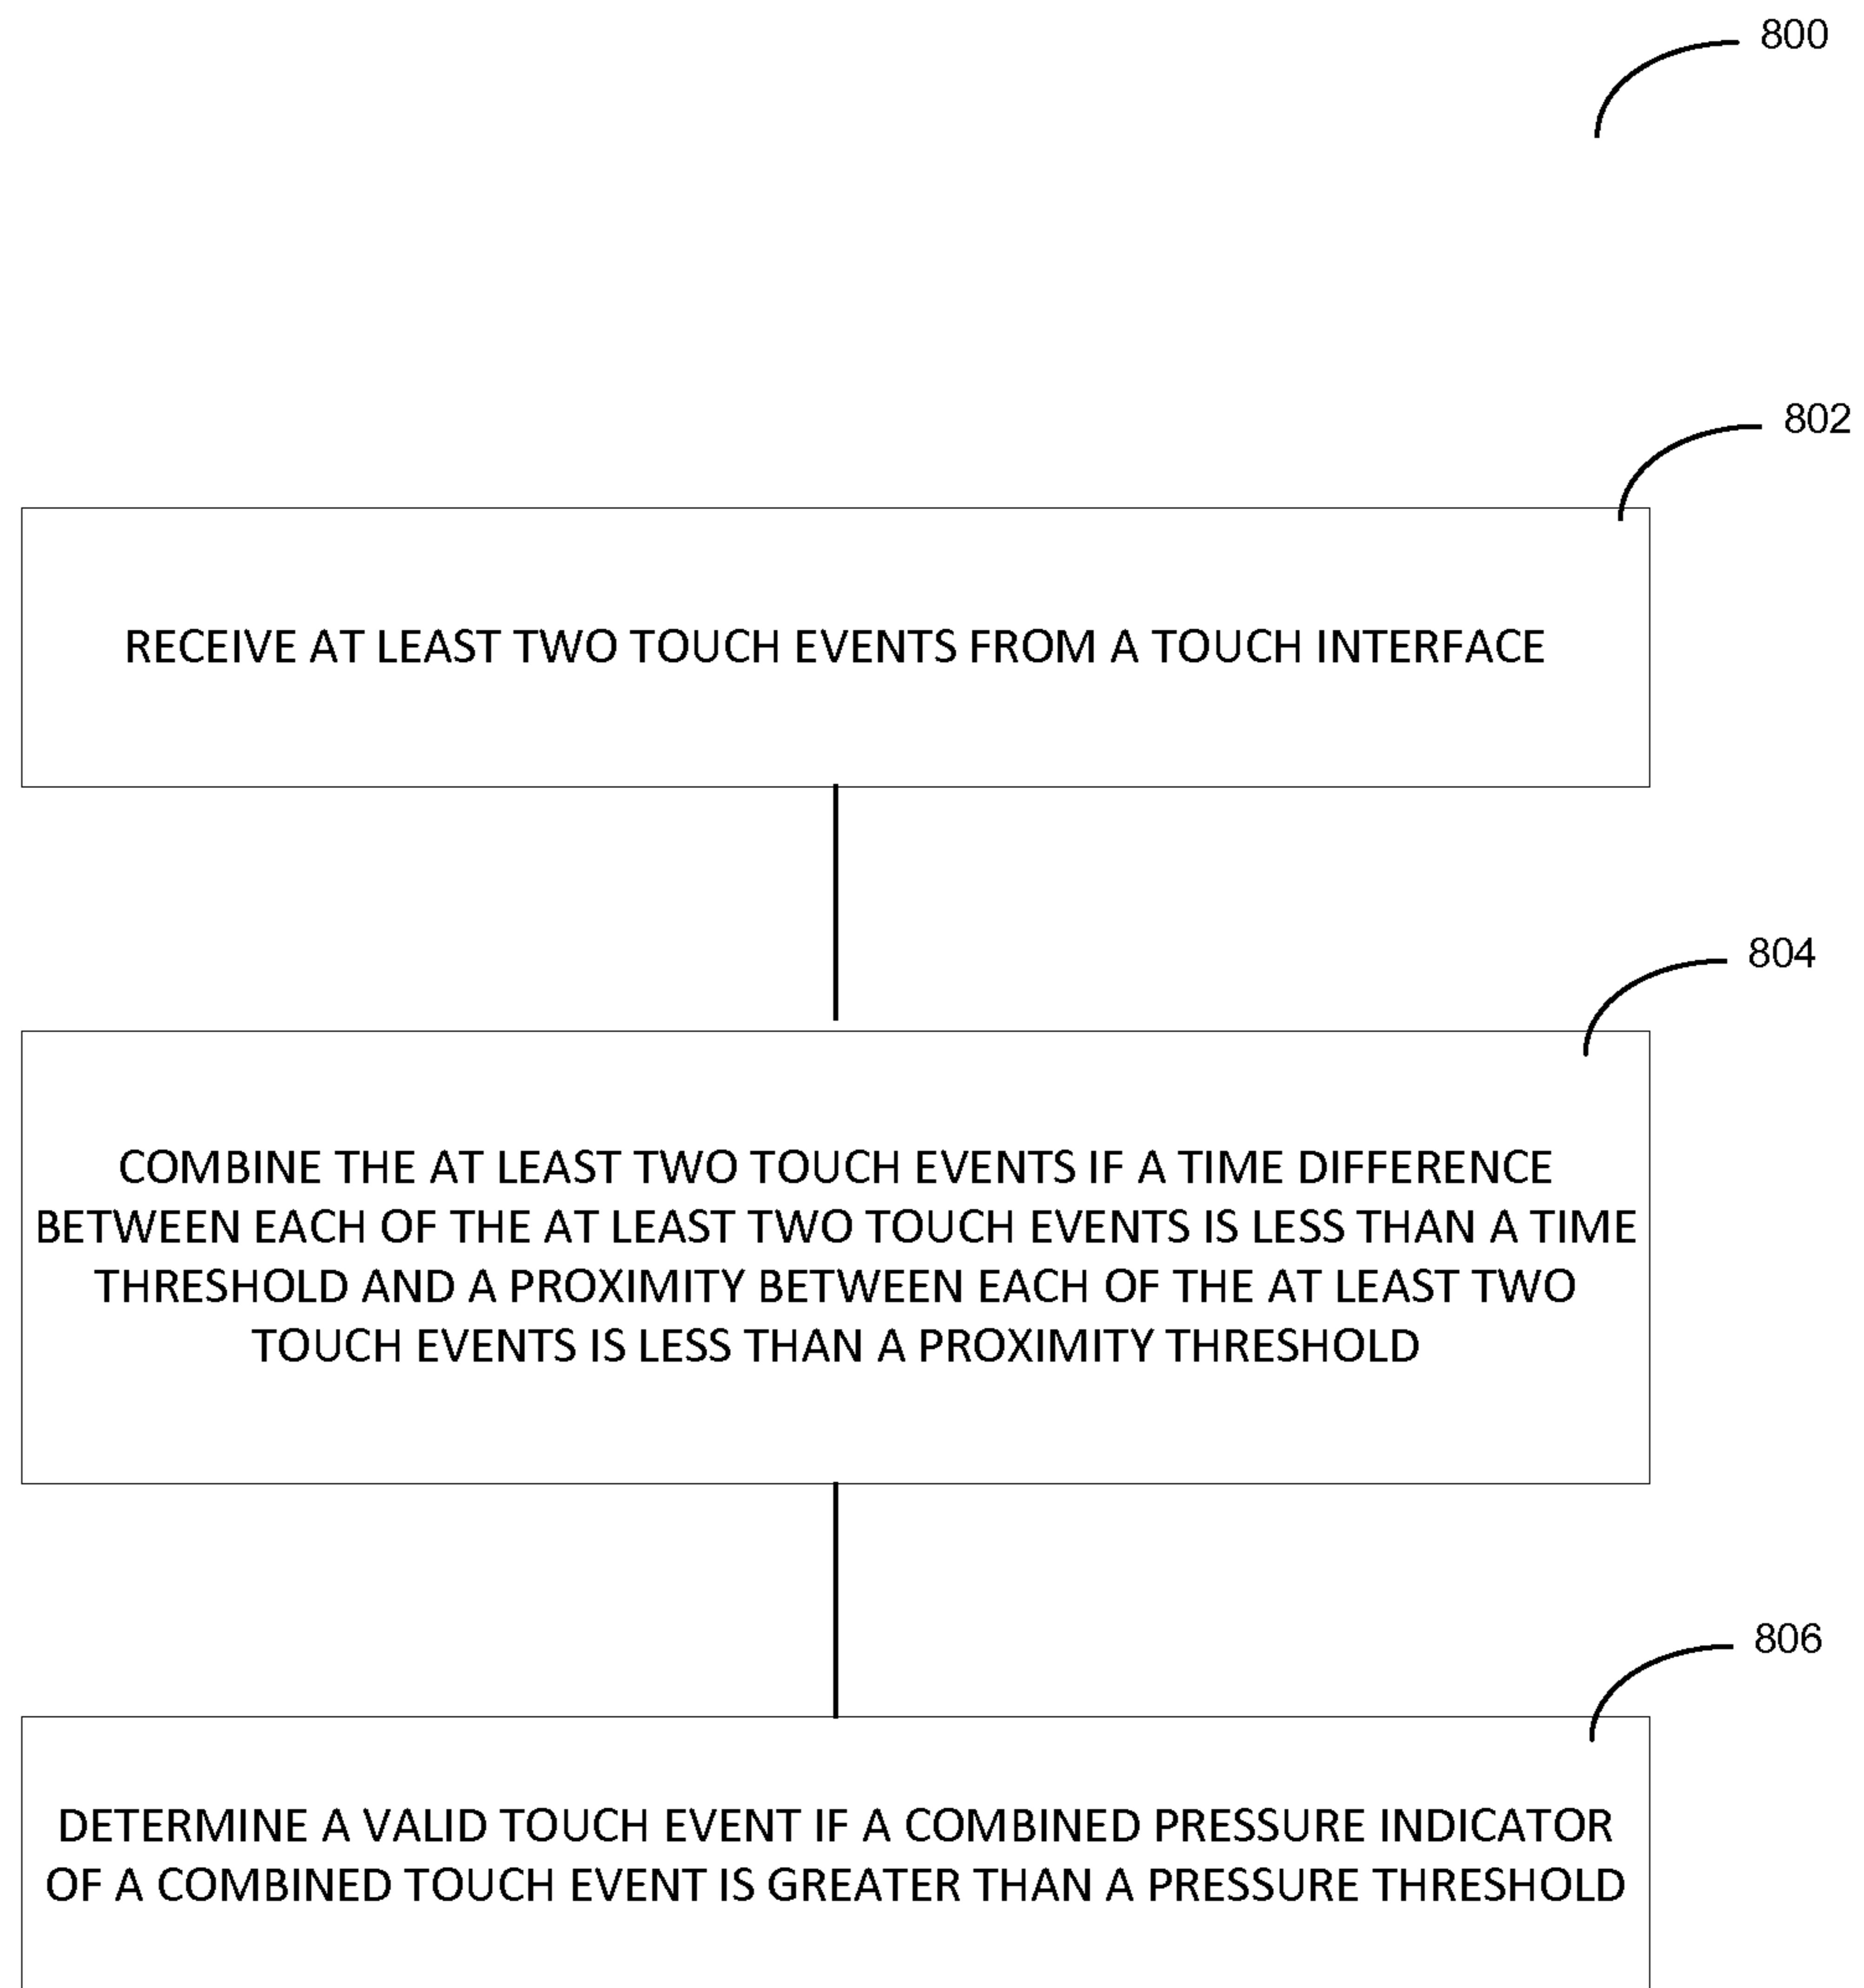 800
802
RECEIVE AT LEAST TWO TOUCH EVENTS FROM A TOUCH INTERFACE
804
COMBINE THE AT LEAST TWO TOUCH EVENTS IF A TIME DIFFERENCE
BETWEEN EACH OF THE AT LEAST TWO TOUCH EVENTS IS LESS THAN A TIME
THRESHOLD AND A PROXIMITY BETWEEN EACH OF THE AT LEAST TWO
TOUCH EVENTS IS LESS THAN A PROXIMITY THRESHOLD
806
DETERMINE A VALID TOUCH EVENT IF A COMBINED PRESSURE INDICATOR
OF A COMBINED TOUCH EVENT IS GREATER THAN A PRESSURE THRESHOLD